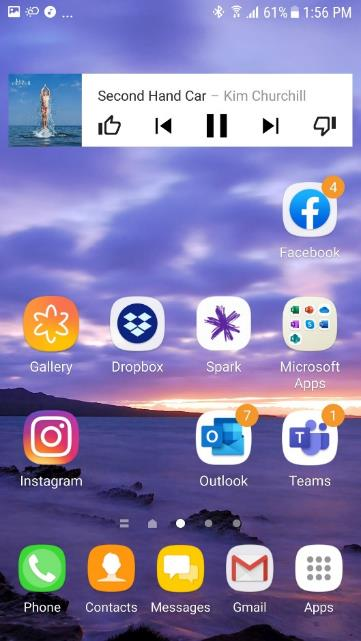 ... 61% 1:56 PM
Second Hand Car – Kim Churchill
4
Facebook
Gallery Dropbox Spark Microsoft
Apps
7 1
Instagram Outlook Teams
Phone Contacts Messages Gmail Apps